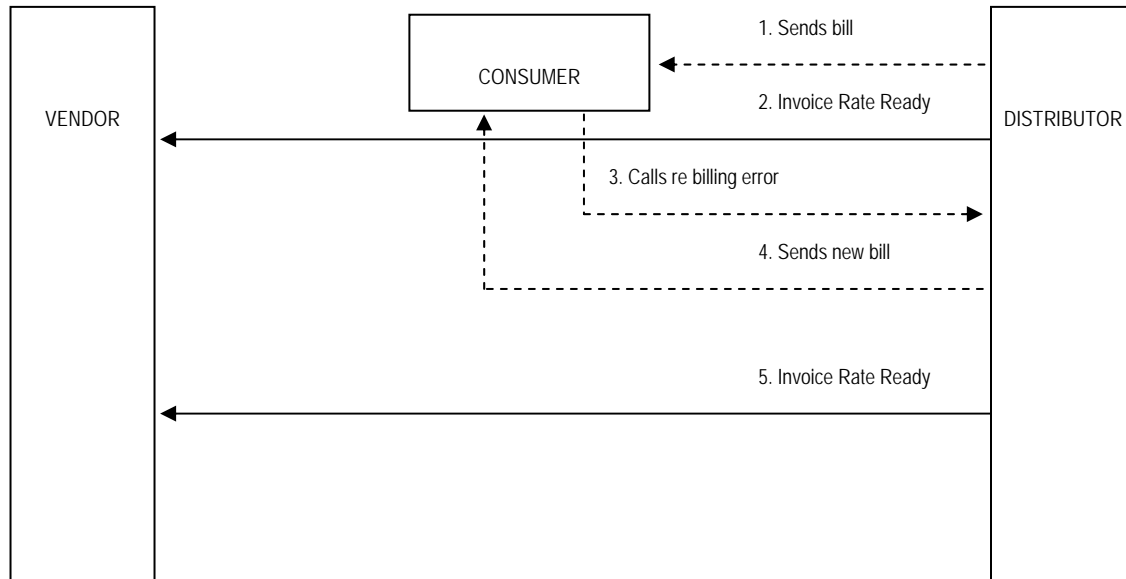 1. Sends bill
CONSUMER
2. Invoice Rate Ready
VENDOR
DISTRIBUTOR
3. Calls re billing error
4. Sends new bill
5. Invoice Rate Ready